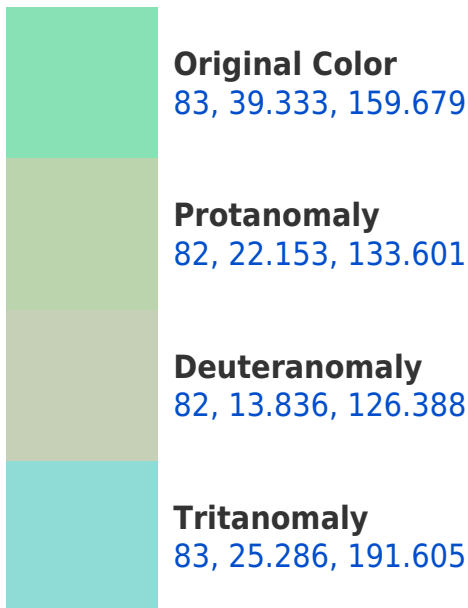 Original Color
83, 39.333, 159.679
Protanomaly
82, 22.153, 133.601
Deuteranomaly
82, 13.836, 126.388
Tritanomaly
83, 25.286, 191.605